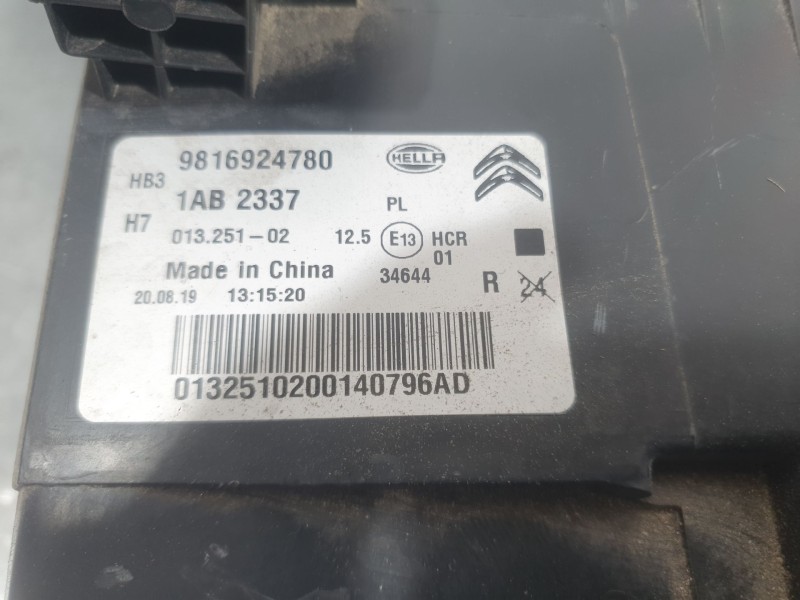 9816924780 HELLA
HB3
1AB 2337 PL
H7
013.251-02 12.5 E13 HCR
01
Made in China 34644 R 24
20.08.19 13:15:20
0132510200140796AD